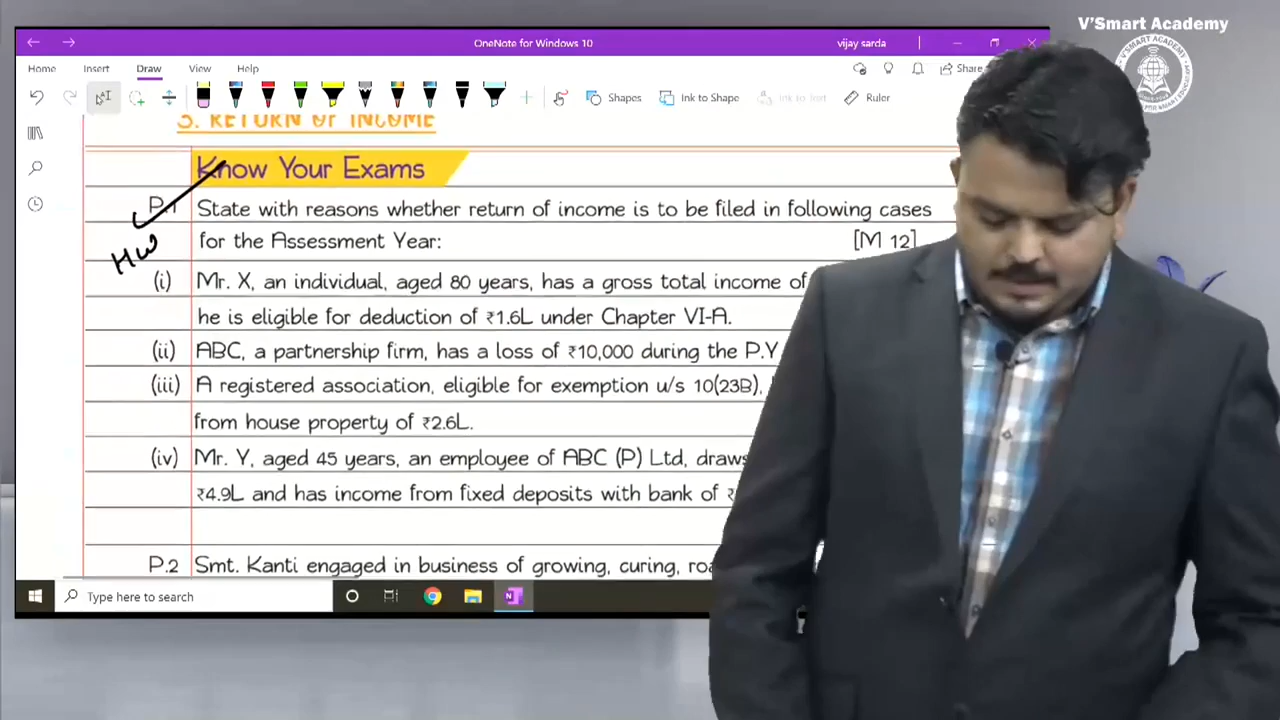 V'Smart Academy
OneNote for Windows 10
vijay sarda
Home
Insert
Draw
View
Help
Share
Shapes
Ink to Shape
Ink to Text
Ruler
3. RETURN OF INCOME
Know Your Exams
P.1 State with reasons whether return of income is to be filed in following cases
for the Assessment Year: [M 12]
HW
(i) Mr. X, an individual, aged 80 years, has a gross total income of
he is eligible for deduction of ₹1.6L under Chapter VI-A.
(ii) ABC, a partnership firm, has a loss of ₹10,000 during the P.Y
(iii) A registered association, eligible for exemption u/s 10(23B),
from house property of ₹2.6L.
(iv) Mr. Y, aged 45 years, an employee of ABC (P) Ltd, draws
₹4.9L and has income from fixed deposits with bank of ₹
P.2 Smt. Kanti engaged in business of growing, curing,
Type here to search